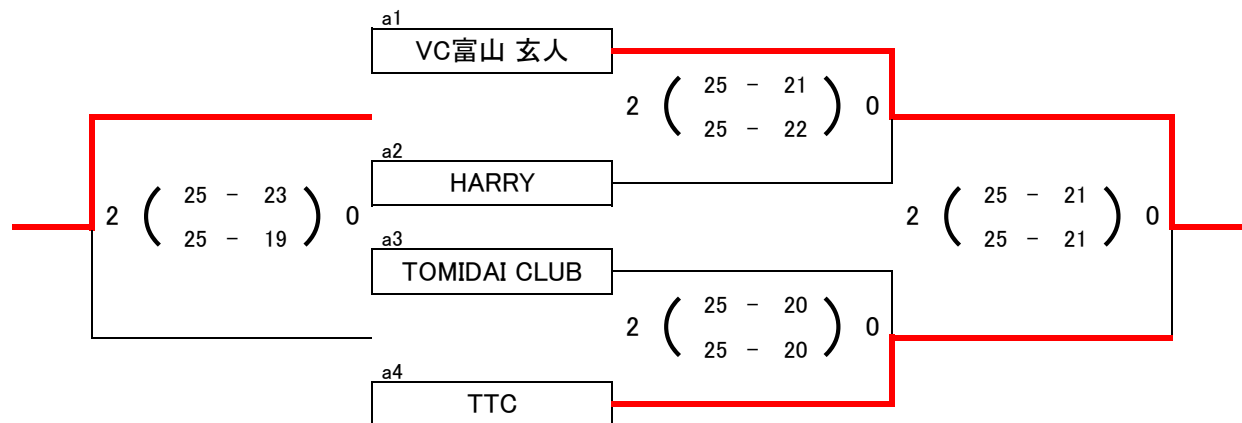 a1
VC富山 玄人
2 ( 25 - 21 ) 0
25 - 22
a2
HARRY
2 ( 25 - 23 ) 0
25 - 19
2 ( 25 - 21 ) 0
25 - 21
a3
TOMIDAI CLUB
2 ( 25 - 20 ) 0
25 - 20
a4
TTC